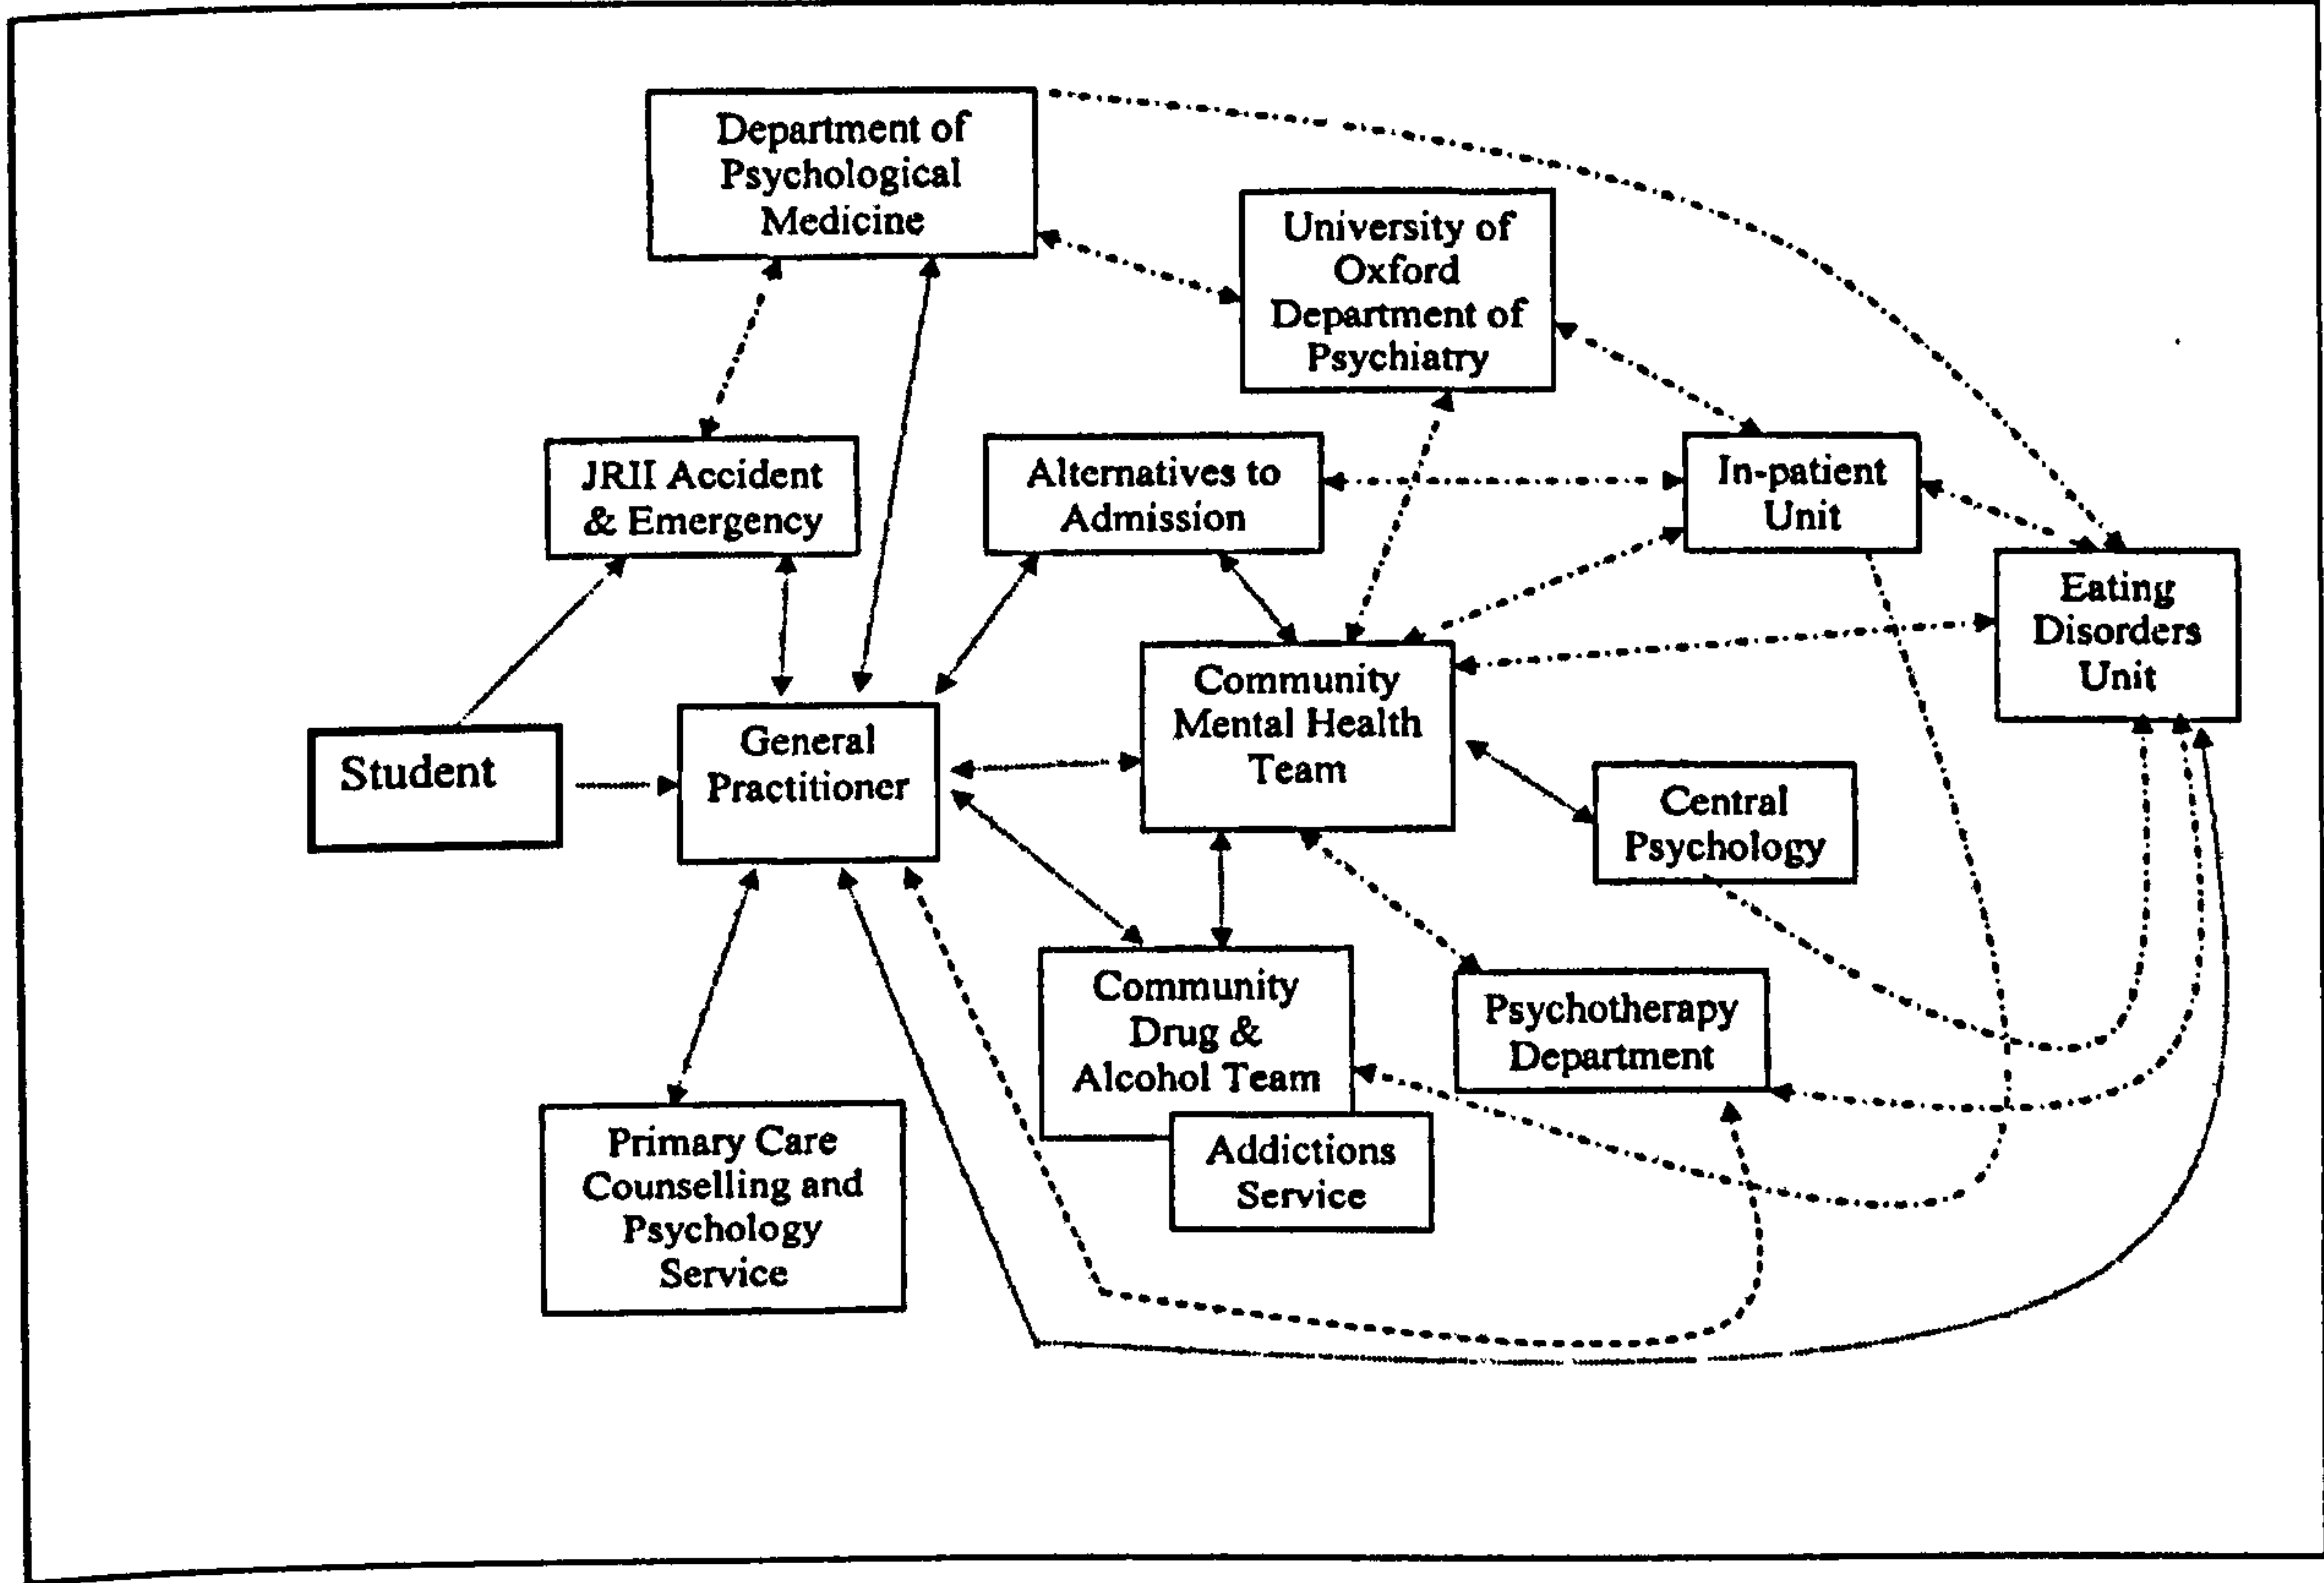 Department of
Psychological
Medicine
University of
Oxford
Department of
Psychiatry
JRII Accident
& Emergency
Alternatives to
Admission
In-patient
Unit
Eating
Disorders
Unit
Student
General
Practitioner
Community
Mental Health
Team
Central
Psychology
Community
Drug &
Alcohol Team
Psychotherapy
Department
Addictions
Service
Primary Care
Counselling and
Psychology
Service